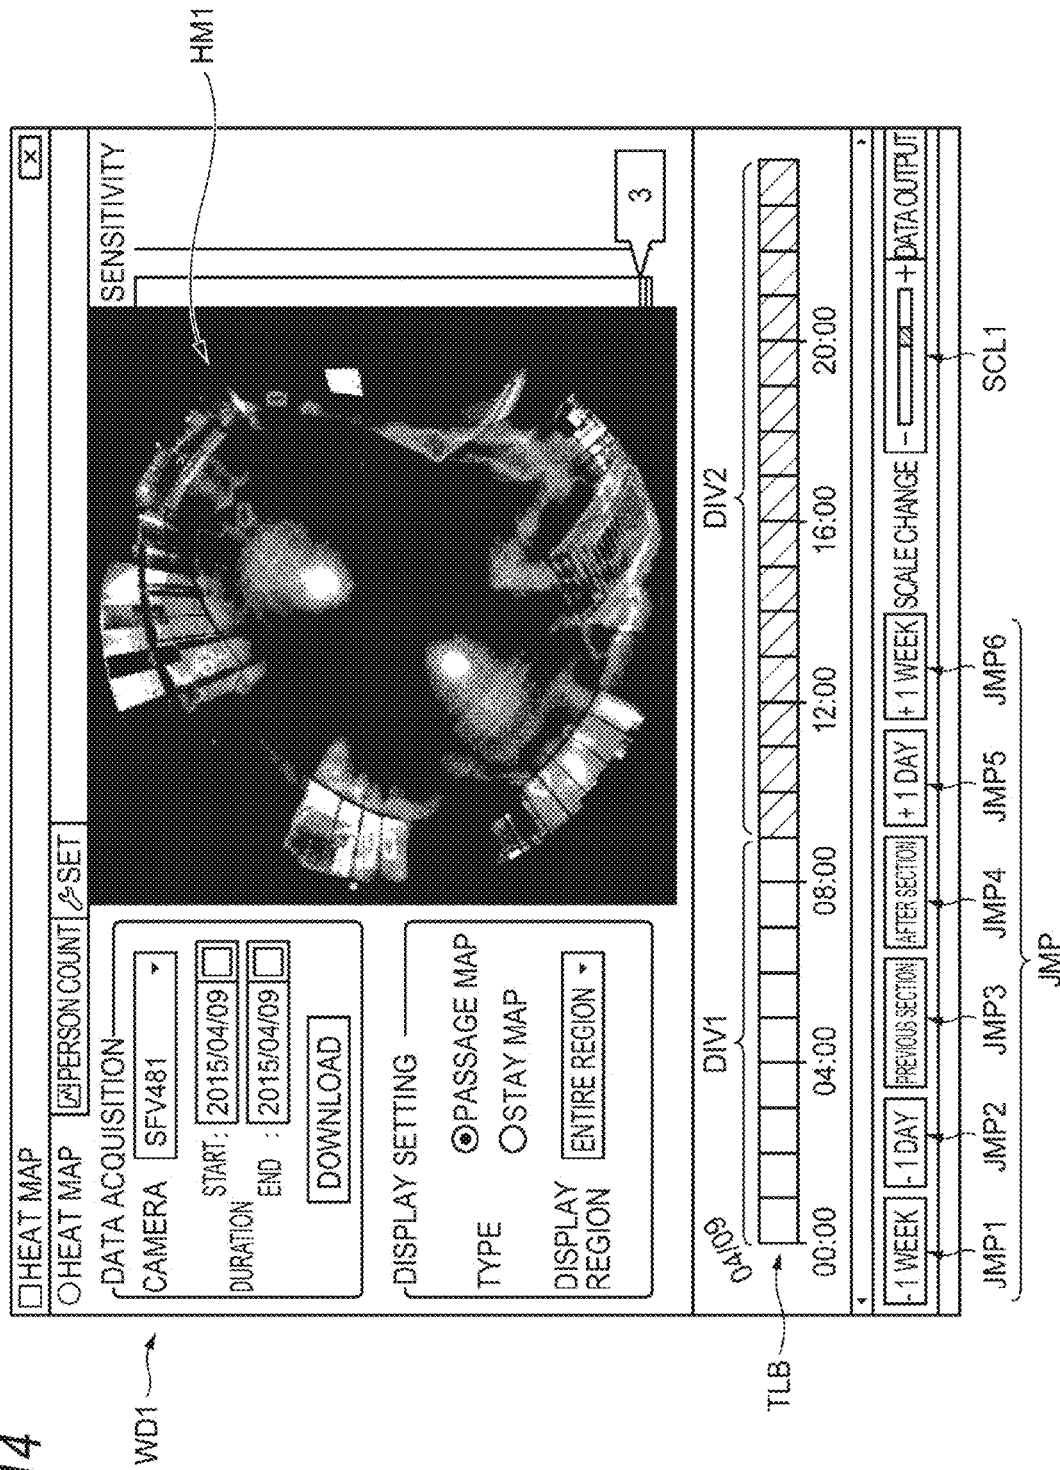 14
WD1
HM1
HEAT MAP
×
HEAT MAP
PERSON COUNT
SET
DATA ACQUISITION
CAMERA SFV481
DURATION
START : 2015/04/09
END : 2015/04/09
DOWNLOAD
DISPLAY SETTING
TYPE
PASSAGE MAP
STAY MAP
DISPLAY
REGION
ENTIRE REGION
SENSITIVITY
3
04/09
DIV1
DIV2
TLB
00:00 04:00 08:00 12:00 16:00 20:00
- 1 WEEK - 1 DAY PREVIOUS SECTION AFTER SECTION + 1 DAY + 1 WEEK SCALE CHANGE - + DATA OUTPUT
JMP1 JMP2 JMP3 JMP4 JMP5 JMP6 SCL1
JMP